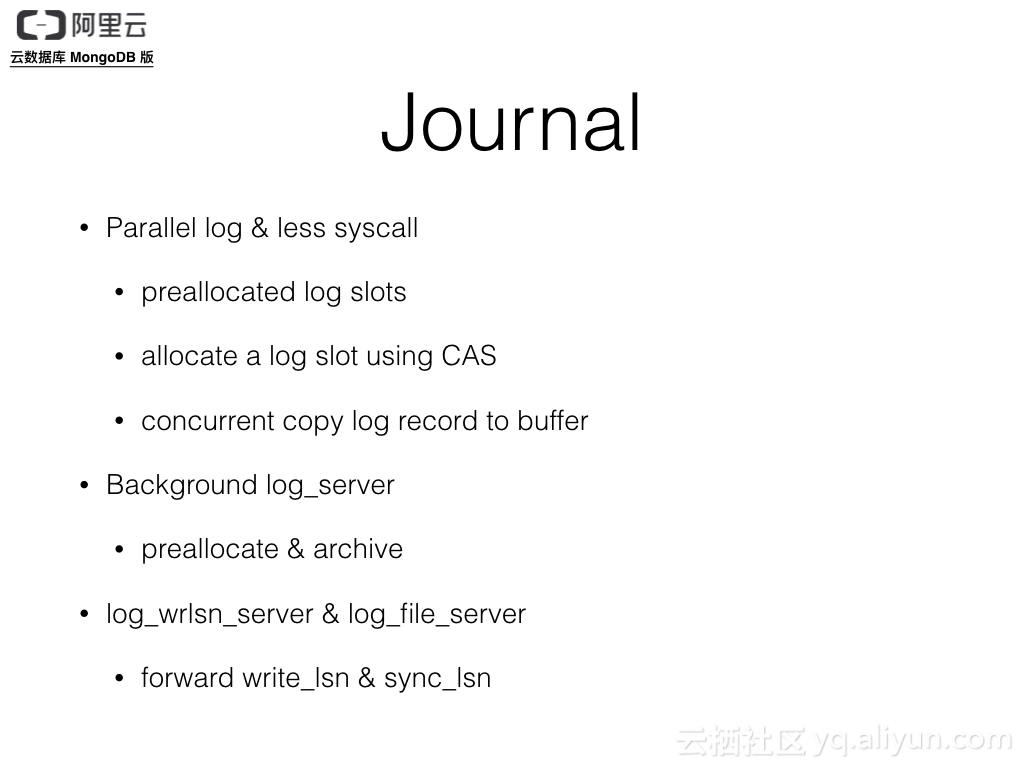 阿里云
云数据库 MongoDB 版
Journal
• Parallel log & less syscall
• preallocated log slots
• allocate a log slot using CAS
• concurrent copy log record to buffer
• Background log_server
• preallocate & archive
• log_wrlsn_server & log_file_server
• forward write_lsn & sync_lsn
云栖社区 yq.aliyun.com